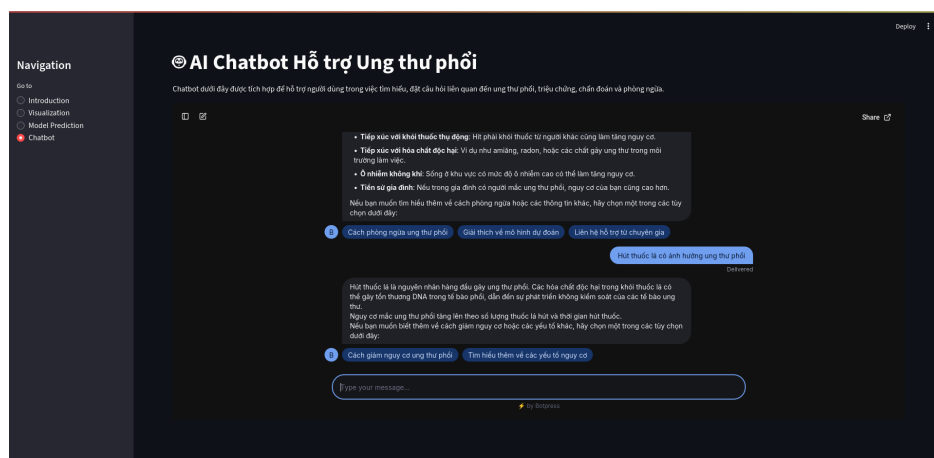 Deploy
Navigation
Go to
Introduction
Visualization
Model Prediction
Chatbot
AI Chatbot Hỗ trợ Ung thư phổi
Chatbot dưới đây được tích hợp để hỗ trợ người dùng trong việc tìm hiểu, đặt câu hỏi liên quan đến ung thư phổi, triệu chứng, chẩn đoán và phòng ngừa.
Share
• Tiếp xúc với khói thuốc thụ động: Hít phải khói thuốc từ người khác cũng làm tăng nguy cơ.
• Tiếp xúc với hóa chất độc hại: Ví dụ như amiăng, radon, hoặc các chất gây ung thư trong môi
trường làm việc.
• Ô nhiễm không khí: Sống ở khu vực có mức độ ô nhiễm cao có thể làm tăng nguy cơ.
• Tiền sử gia đình: Nếu trong gia đình có người mắc ung thư phổi, nguy cơ của bạn cũng cao hơn.
Nếu bạn muốn tìm hiểu thêm về cách phòng ngừa hoặc các thông tin khác, hãy chọn một trong các tùy
chọn dưới đây:
B Cách phòng ngừa ung thư phổi Giải thích về mô hình dự đoán Liên hệ hỗ trợ từ chuyên gia
Hút thuốc lá có ảnh hưởng ung thư phổi
Delivered
Hút thuốc lá là nguyên nhân hàng đầu gây ung thư phổi. Các hóa chất độc hại trong khói thuốc lá có
thể gây tổn thương DNA trong tế bào phổi, dẫn đến sự phát triển không kiểm soát của các tế bào ung
thư.
Nguy cơ mắc ung thư phổi tăng lên theo số lượng thuốc lá hút và thời gian hút thuốc.
Nếu bạn muốn biết thêm về cách giảm nguy cơ hoặc các yếu tố khác, hãy chọn một trong các tùy chọn
dưới đây:
B Cách giảm nguy cơ ung thư phổi Tìm hiểu thêm về các yếu tố nguy cơ
Type your message...
⚡ by Botpress